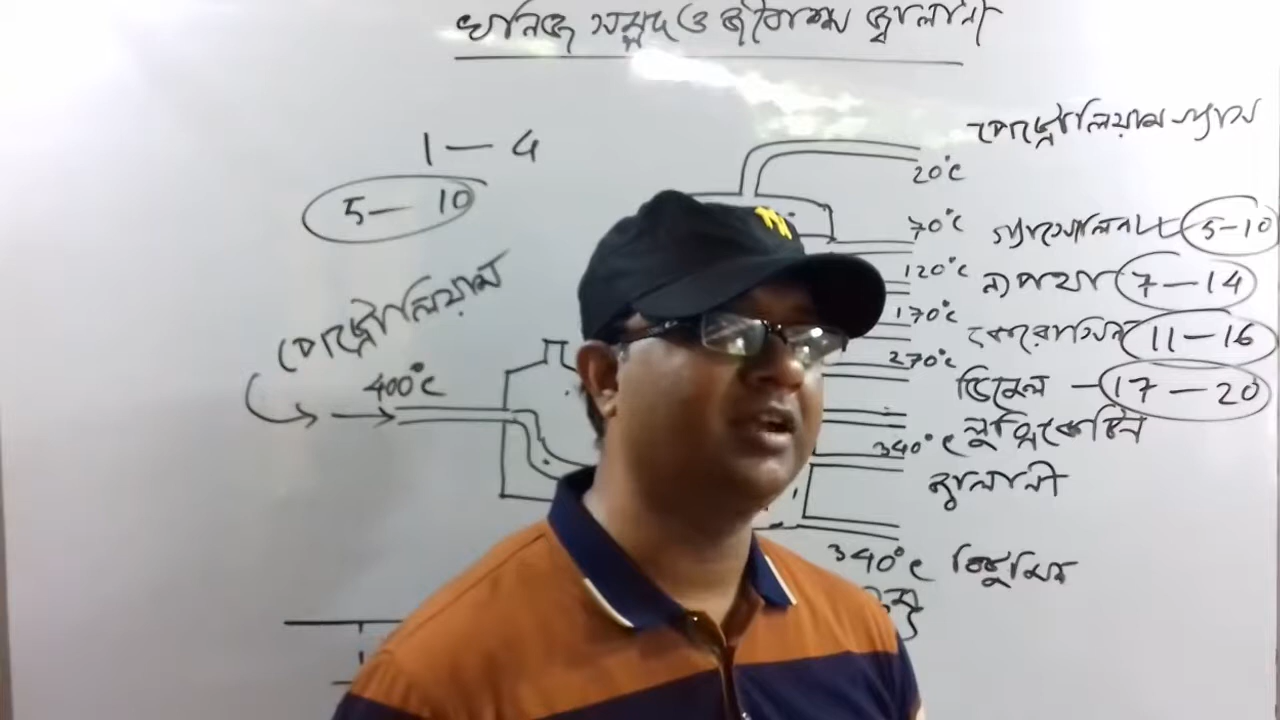 খনিজ সম্পদ ও জীবাশ্ম জ্বালানী
1 — 4
5 — 10
পেট্রোলিয়াম
400°C
পেট্রোলিয়াম গ্যাস
20°C
70°C গ্যাসোলিন 5-10
120°C ন্যাপথা 7 — 14
170°C কেরোসিন 11 — 16
270°C
ডিজেল — 17 — 20
লুব্রিকেটিং
340°C
জ্বালানী
340°C বিটুমিন